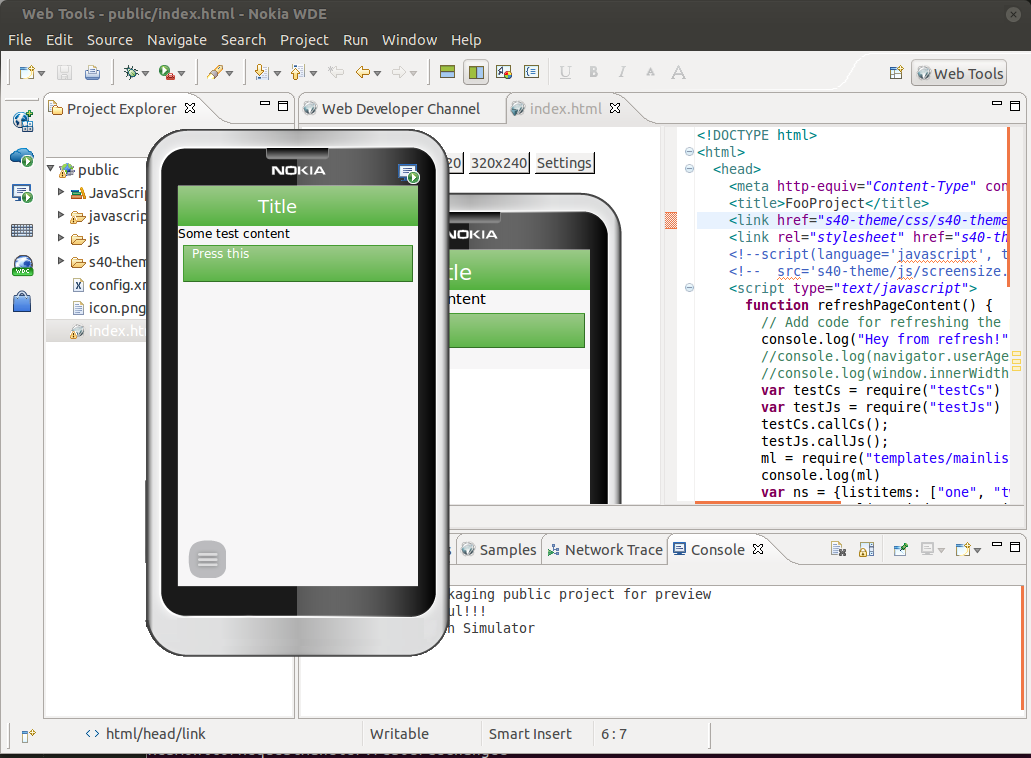 Web Tools - public/index.html - Nokia WDE
File Edit Source Navigate Search Project Run Window Help
U B I A A
Web Tools
Project Explorer
Web Developer Channel
index.html
public
JavaScrip
javascrip
js
s40-them
config.xm
icon.png
index.htm
NOKIA
Title
Some test content
Press this
20 320x240 Settings
NOKIA
tle
ntent
<!DOCTYPE html>
<html>
<head>
<meta http-equiv="Content-Type" con
<title>FooProject</title>
<link href="s40-theme/css/s40-theme
<link rel="stylesheet" href="s40-th
<!--script(language='javascript', t
<!-- src='s40-theme/js/screensize.
<script type="text/javascript">
function refreshPageContent() {
// Add code for refreshing the
console.log("Hey from refresh!"
//console.log(navigator.userAge
//console.log(window.innerWidth
var testCs = require("testCs")
var testJs = require("testJs")
testCs.callCs();
testJs.callJs();
ml = require("templates/mainlis
console.log(ml)
var ns = {listitems: ["one", "tw
Samples
Network Trace
Console
kaging public project for preview
ul!!!
n Simulator
html/head/link
Writable
Smart Insert
6 : 7